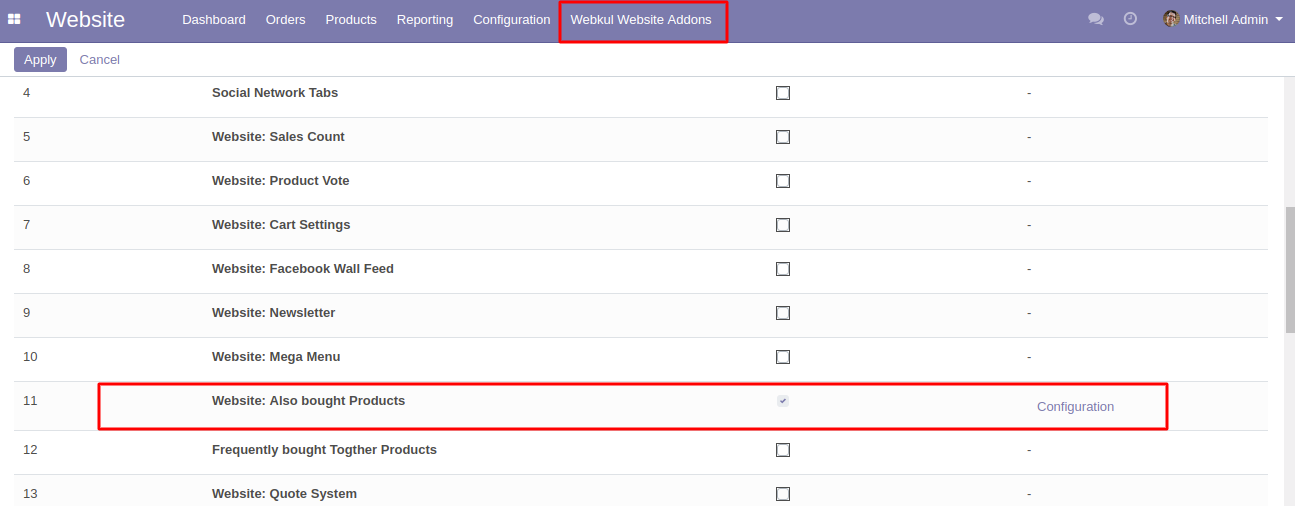 Website Dashboard Orders Products Reporting Configuration Webkul Website Addons Mitchell Admin
Apply Cancel
4 Social Network Tabs -
5 Website: Sales Count -
6 Website: Product Vote -
7 Website: Cart Settings -
8 Website: Facebook Wall Feed -
9 Website: Newsletter -
10 Website: Mega Menu -
11 Website: Also bought Products Configuration
12 Frequently bought Togther Products -
13 Website: Quote System -